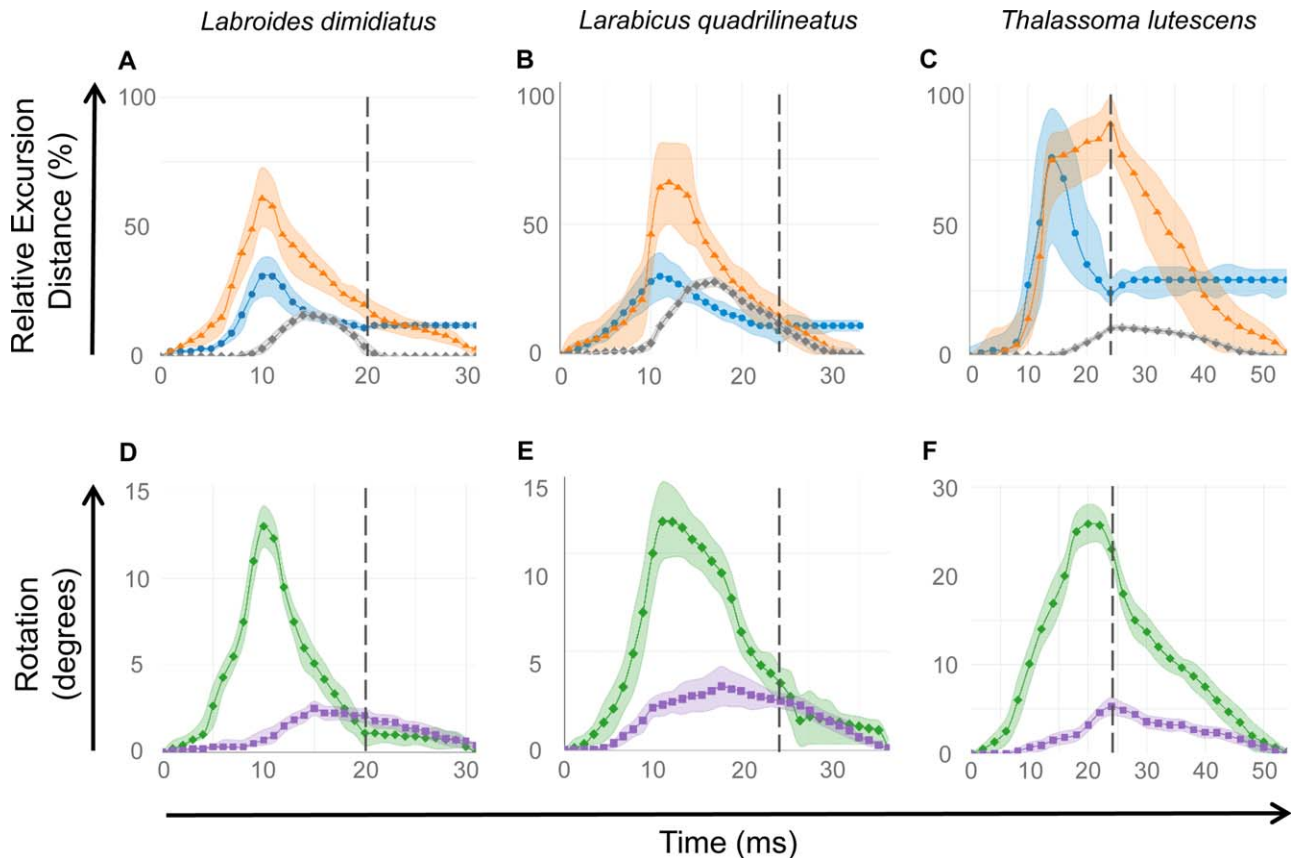 Labroides dimidiatus
Larabicus quadrilineatus
Thalassoma lutescens
A
B
C
Relative Excursion
Distance (%)
100
50
0
0 10 20 30
100
50
0
0 10 20 30
100
50
0
0 10 20 30 40 50
D
E
F
Rotation
(degrees)
15
10
5
0
0 10 20 30
15
10
5
0
0 10 20 30
30
20
10
0
0 10 20 30 40 50
Time (ms)